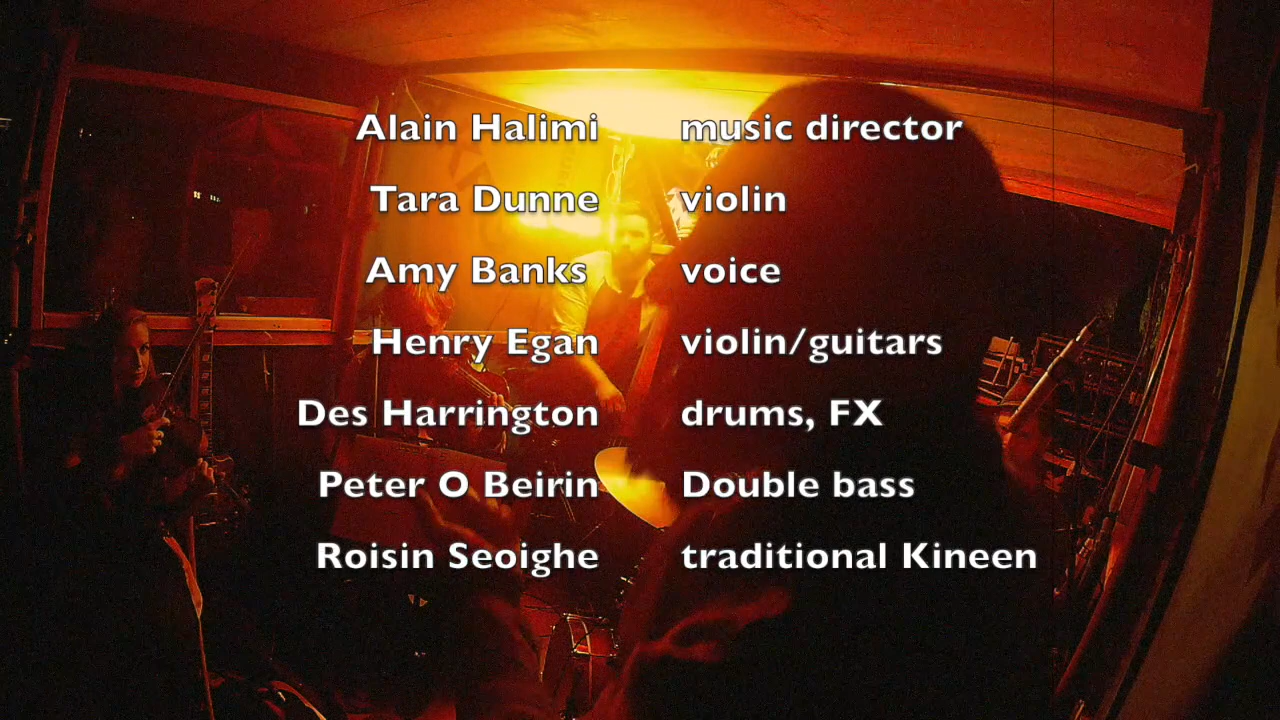 Alain Halimi music director
Tara Dunne violin
Amy Banks voice
Henry Egan violin/guitars
Des Harrington drums, FX
Peter O Beirin Double bass
Roisin Seoighe traditional Kineen